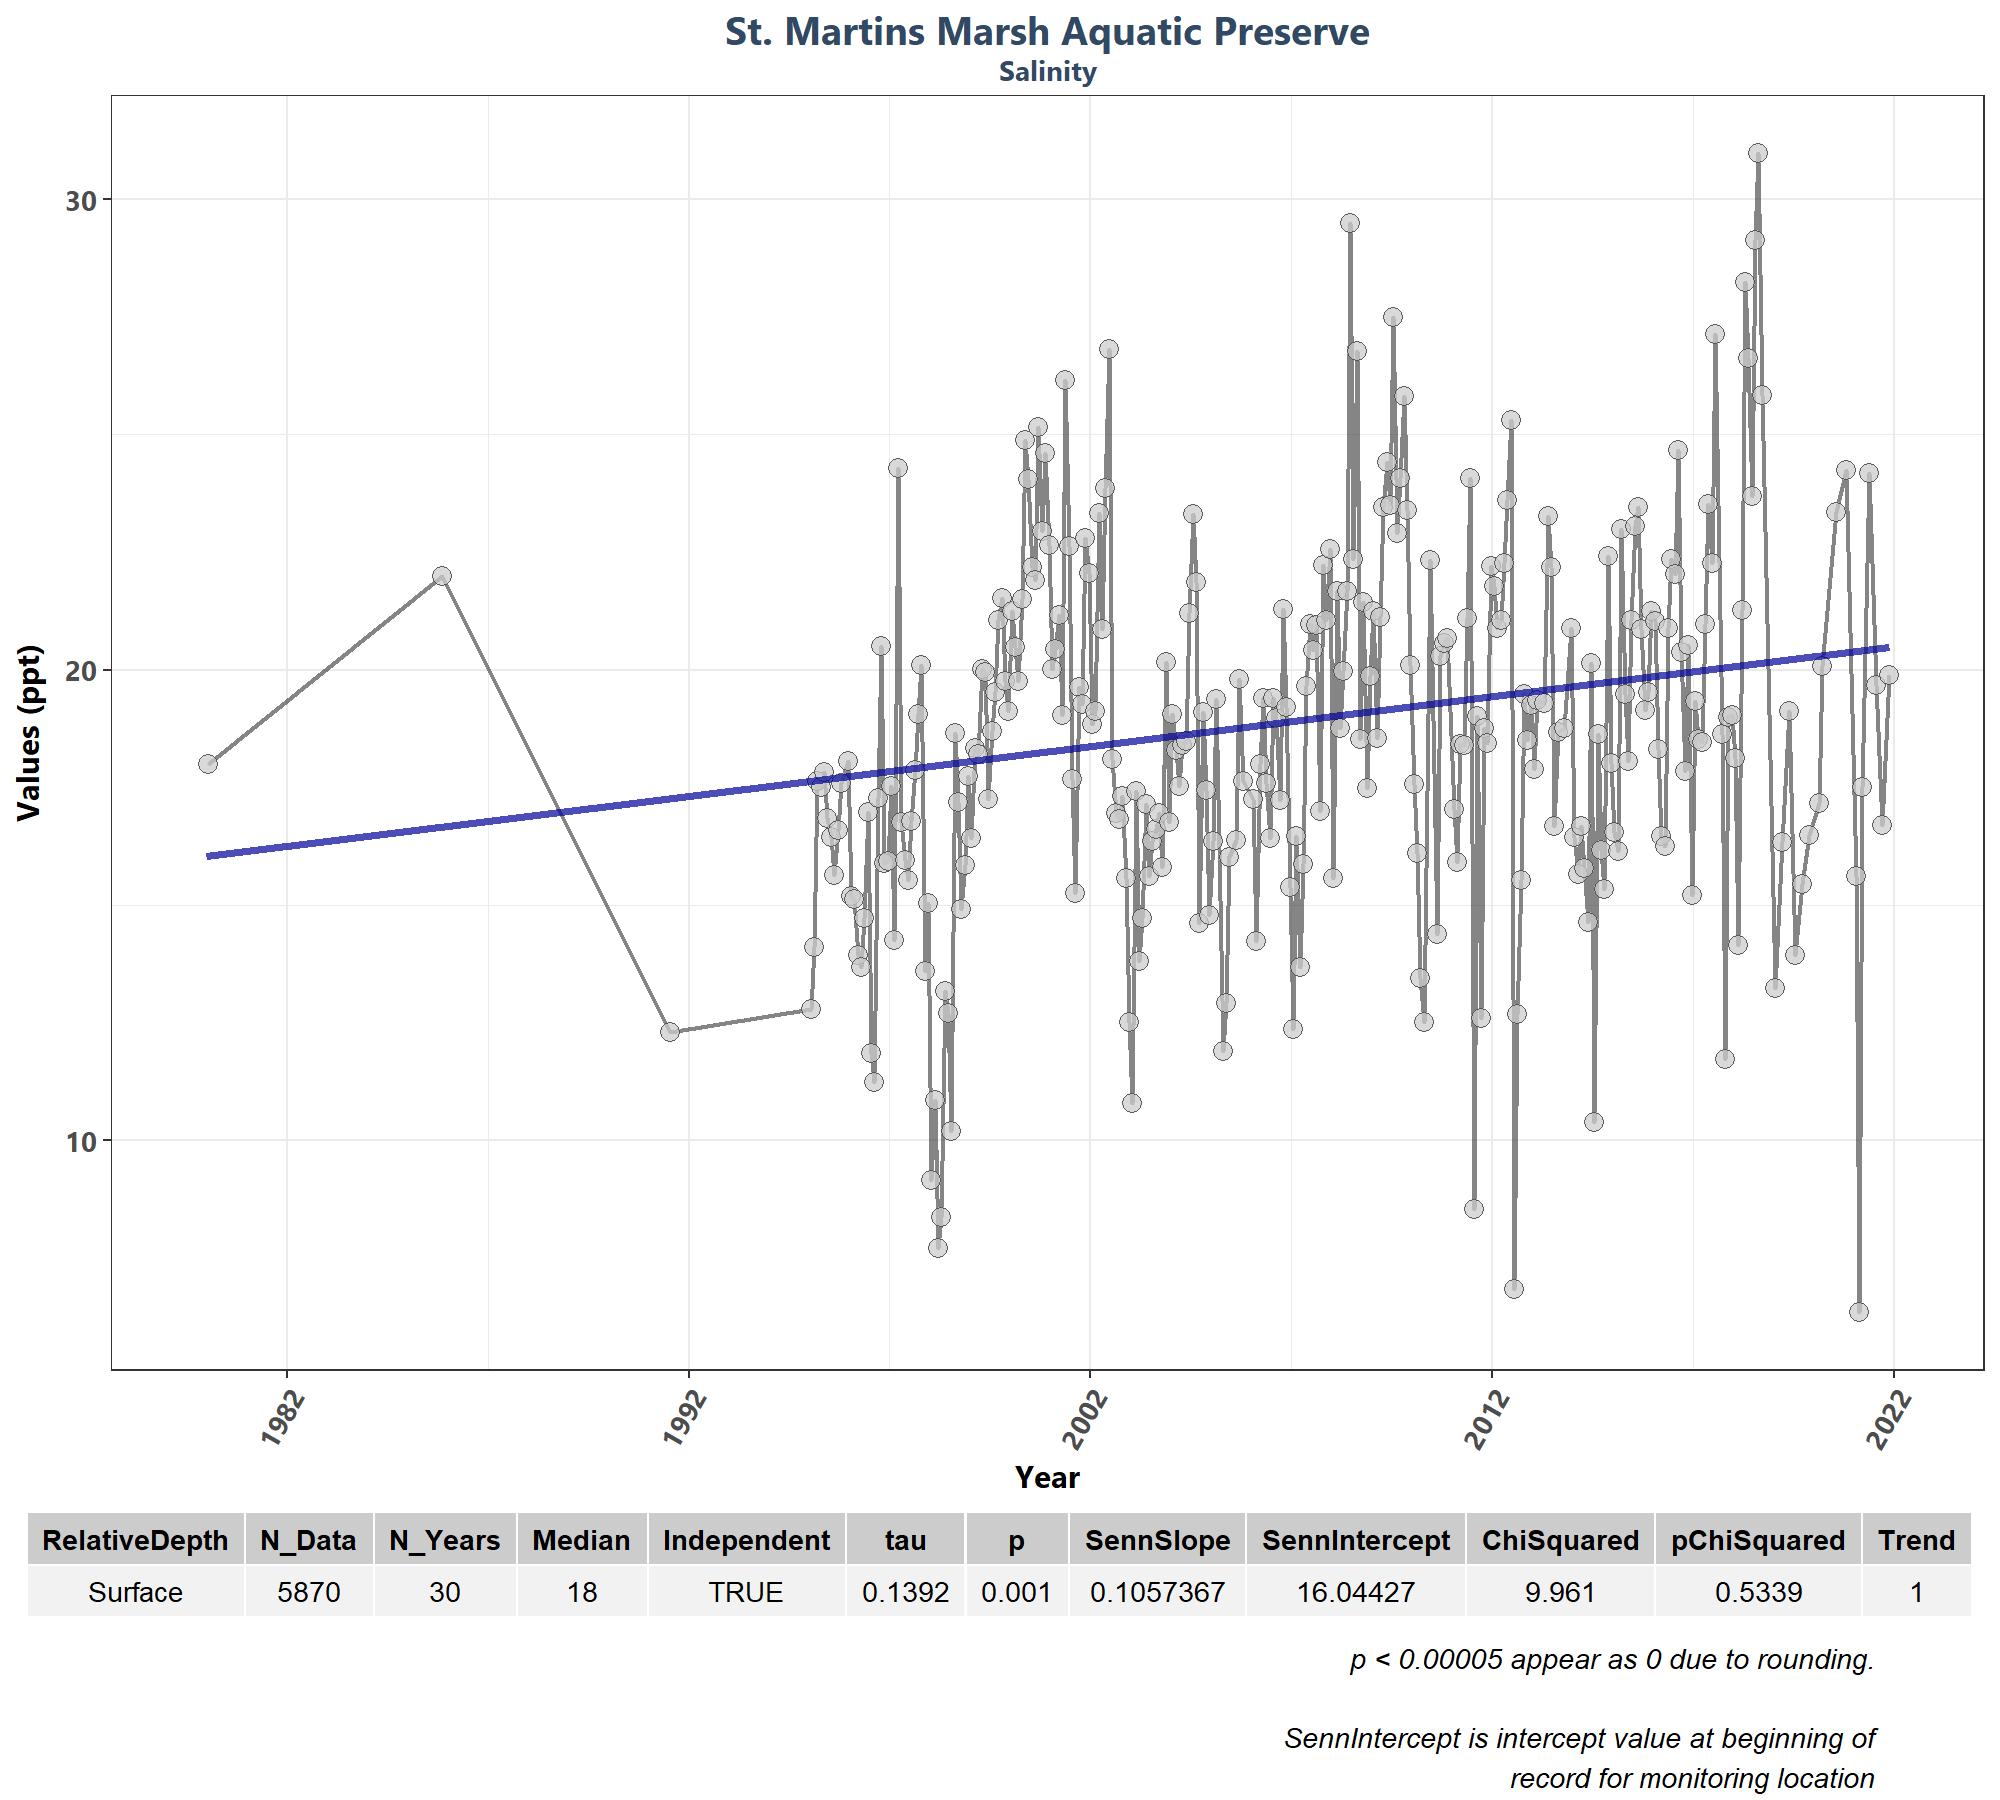 St. Martins Marsh Aquatic Preserve
Salinity
30
20
10
Values (ppt)
1982
1992
2002
2012
2022
Year
RelativeDepth N_Data N_Years Median Independent tau p SennSlope SennIntercept ChiSquared pChiSquared Trend
Surface 5870 30 18 TRUE 0.1392 0.001 0.1057367 16.04427 9.961 0.5339 1
p < 0.00005 appear as 0 due to rounding.
SennIntercept is intercept value at beginning of
record for monitoring location